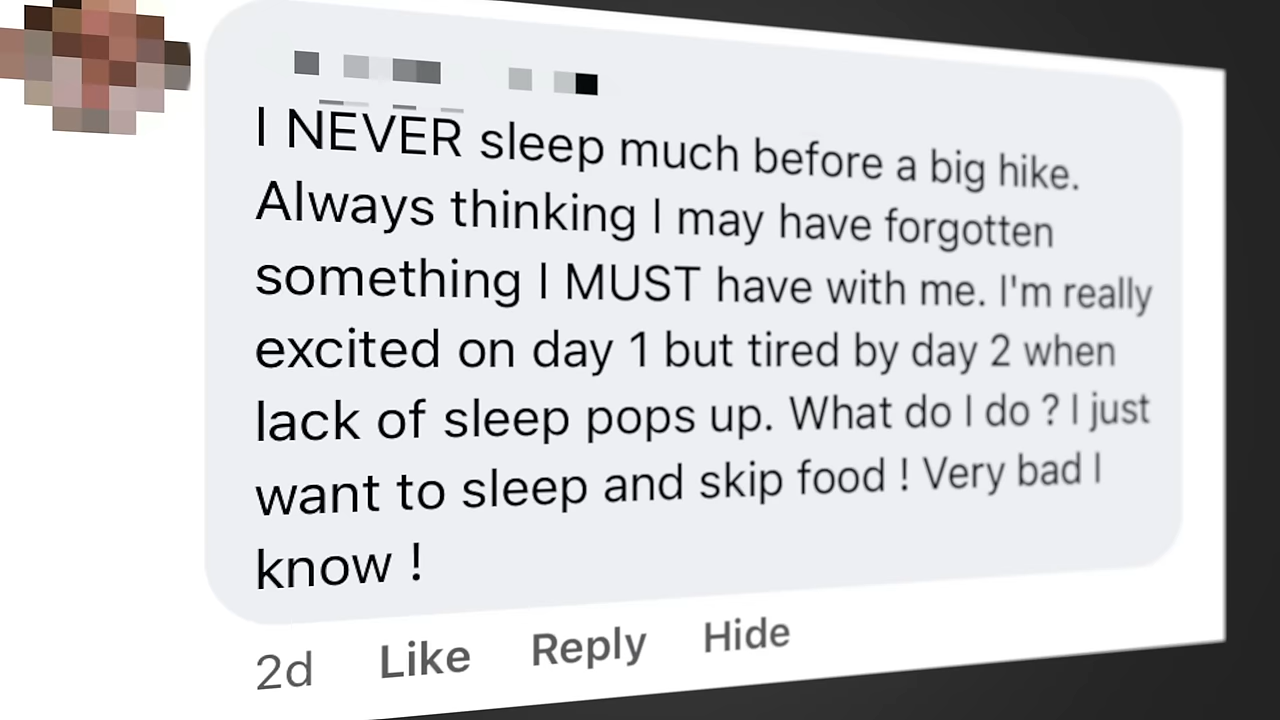 I NEVER sleep much before a big hike.
Always thinking I may have forgotten
something I MUST have with me. I'm really
excited on day 1 but tired by day 2 when
lack of sleep pops up. What do I do ? I just
want to sleep and skip food ! Very bad I
know !
2d Like Reply Hide